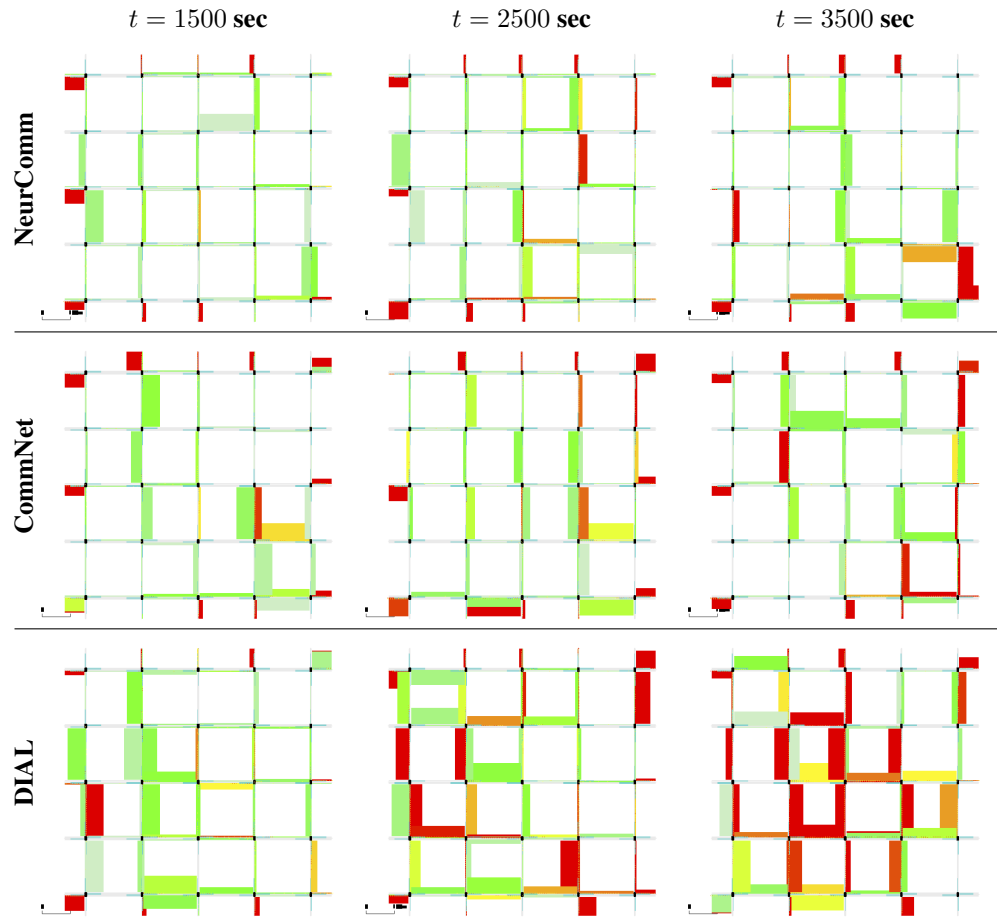 t = 1500 sec
t = 2500 sec
t = 3500 sec
NeurComm
CommNet
DIAL